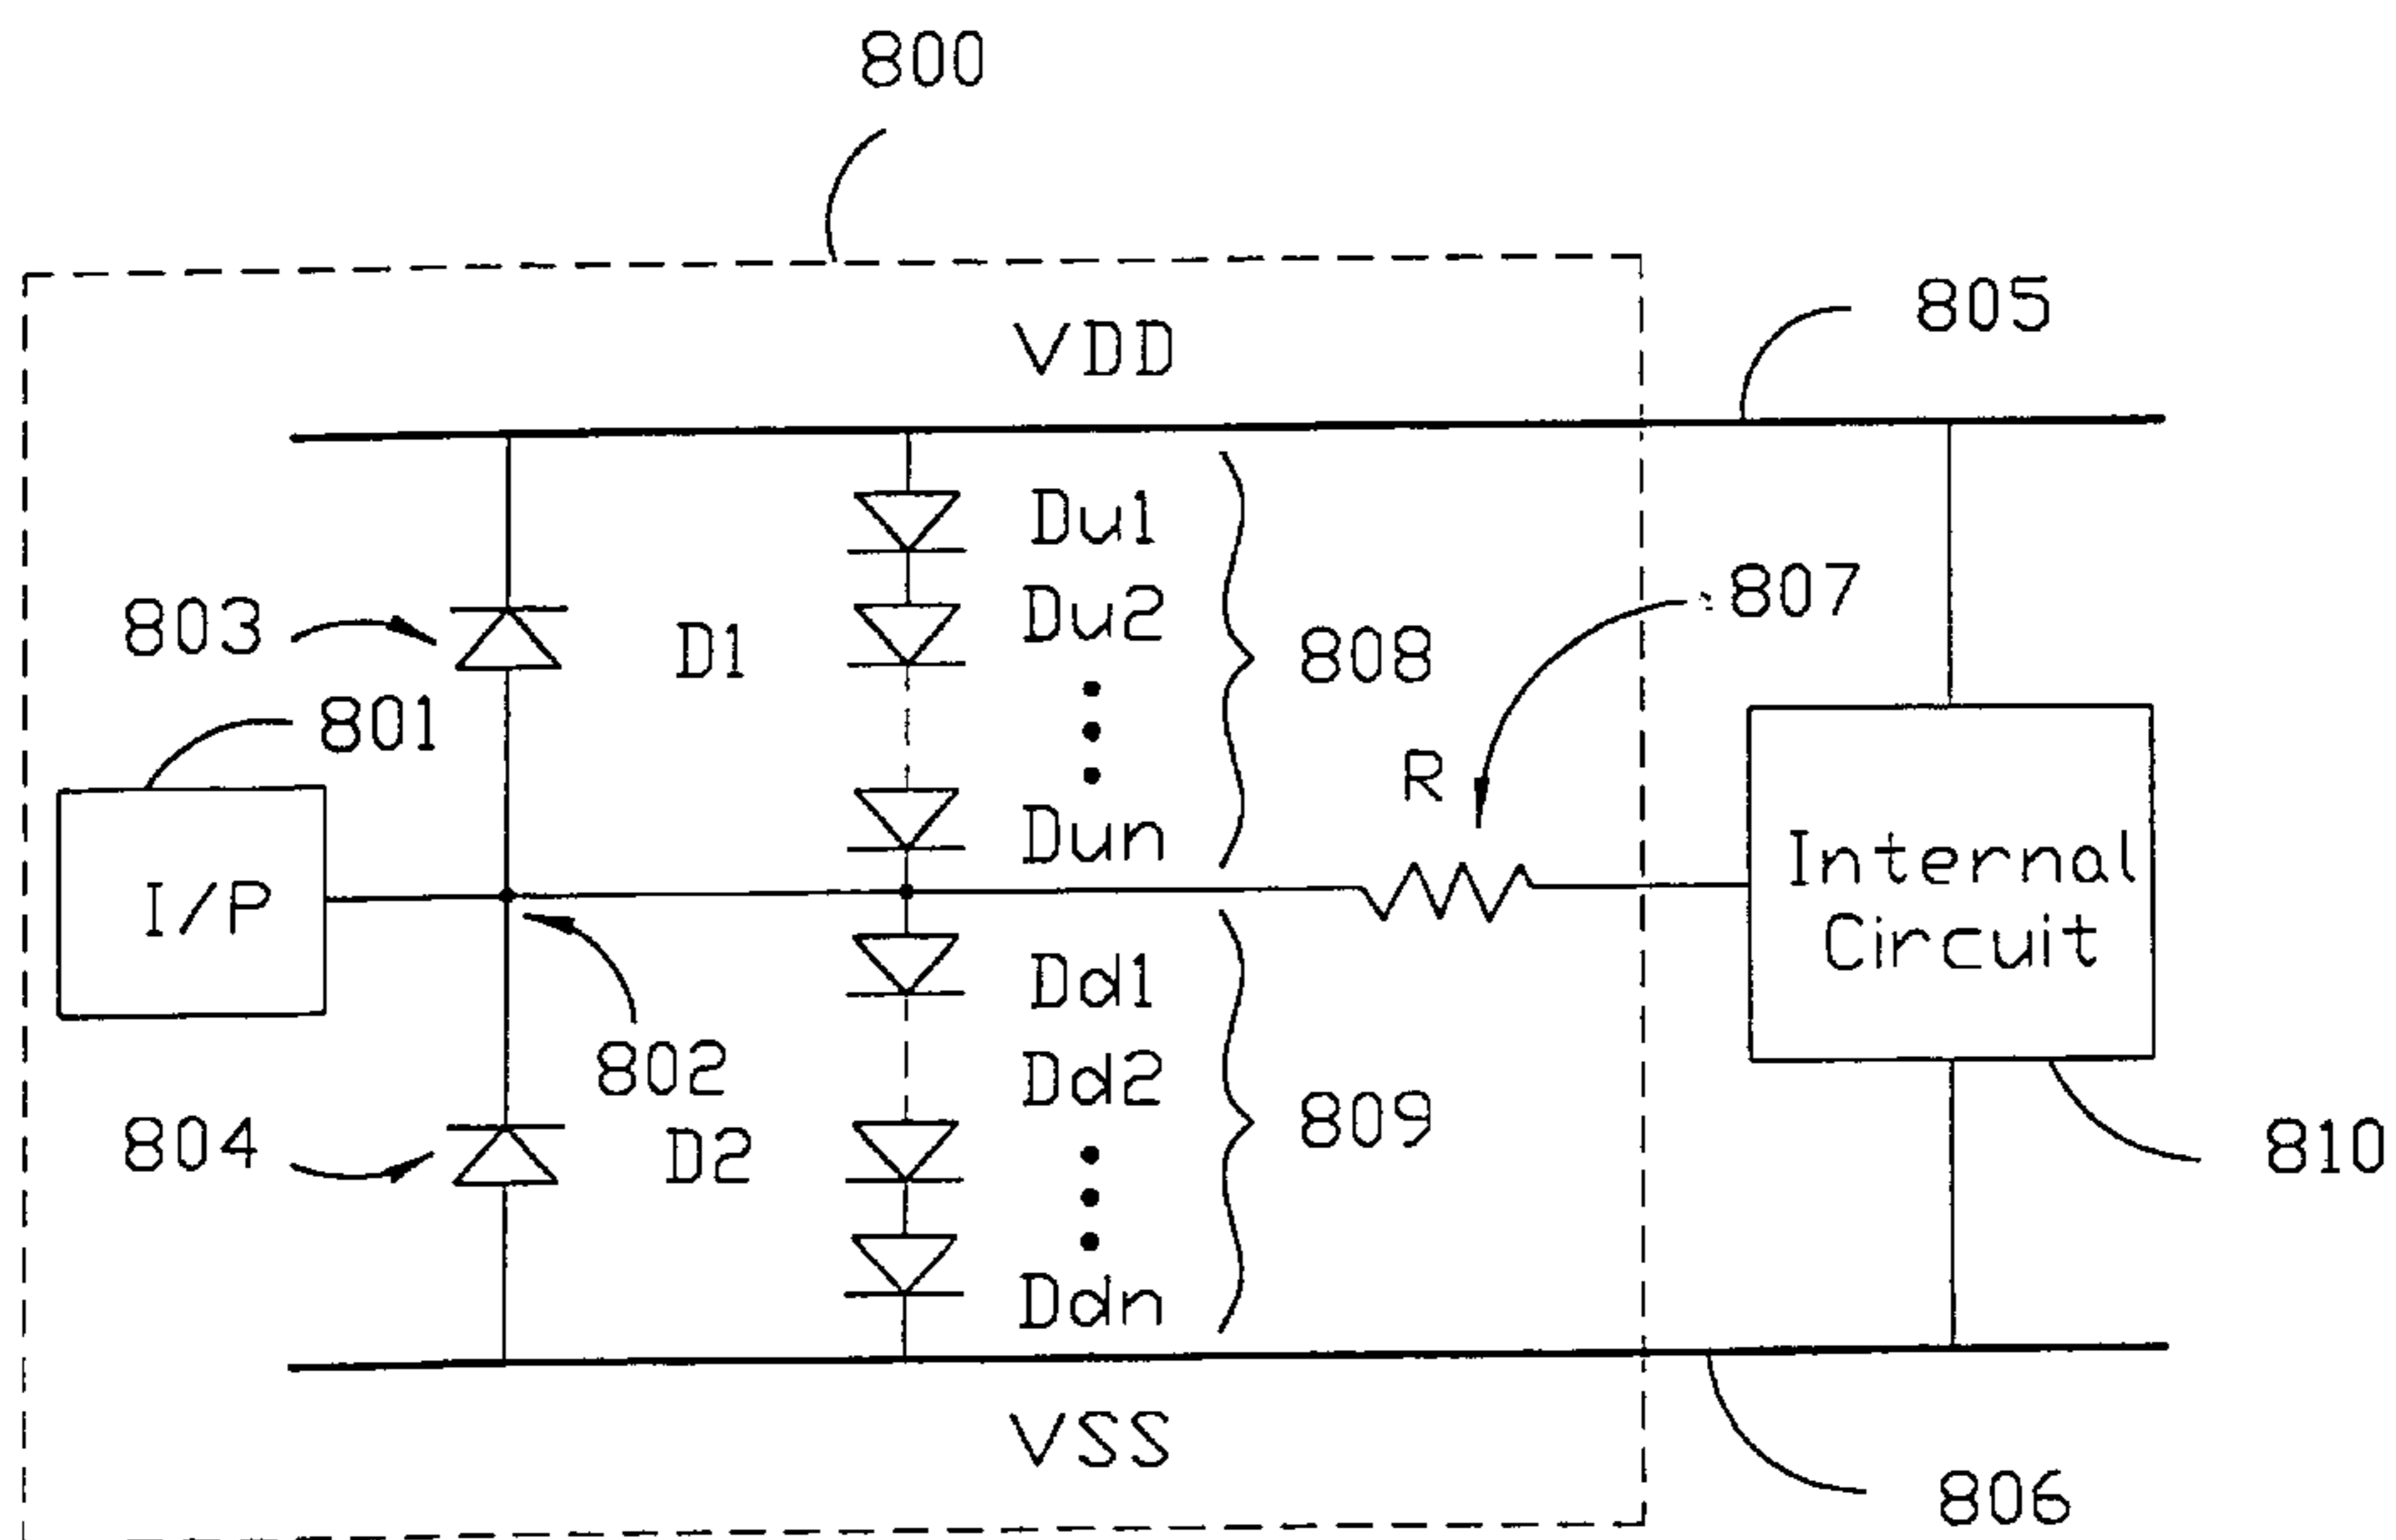 800
805
VDD
Du1
803
D1
Du2
808
807
801
R
Dun
I/P
Internal
Circuit
Dd1
802
Dd2
809
804
D2
810
Ddn
VSS
806